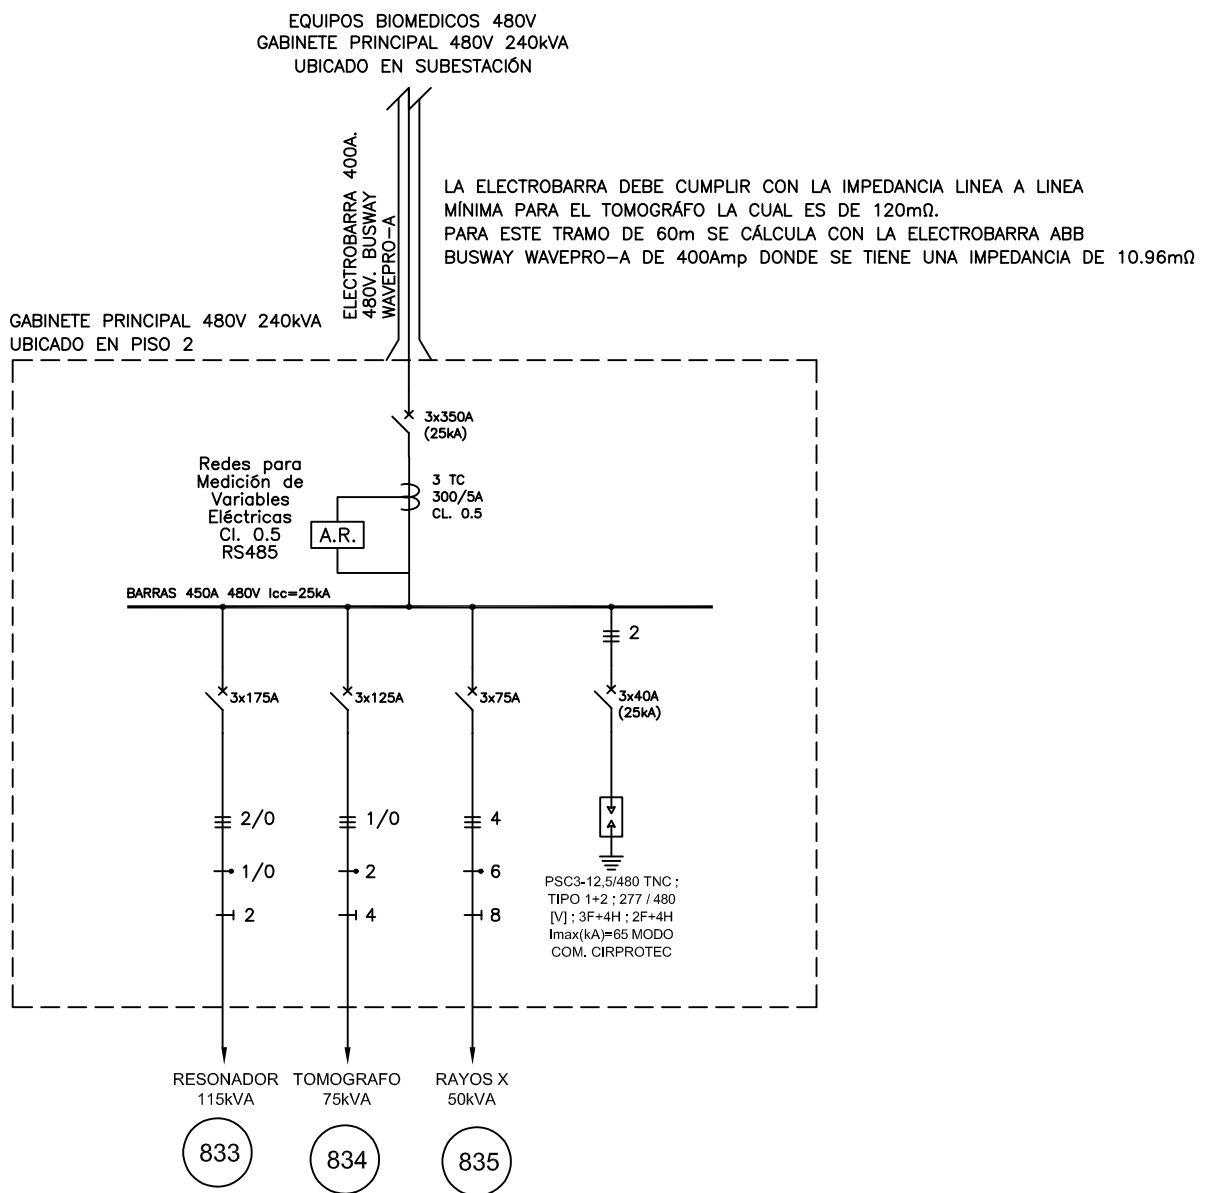 EQUIPOS BIOMEDICOS 480V
GABINETE PRINCIPAL 480V 240kVA
UBICADO EN SUBESTACIÓN
ELECTROBARRA 400A.
480V. BUSWAY
WAVEPRO-A
LA ELECTROBARRA DEBE CUMPLIR CON LA IMPEDANCIA LINEA A LINEA
MÍNIMA PARA EL TOMOGRÁFO LA CUAL ES DE 120mΩ.
PARA ESTE TRAMO DE 60m SE CÁLCULA CON LA ELECTROBARRA ABB
BUSWAY WAVEPRO-A DE 400Amp DONDE SE TIENE UNA IMPEDANCIA DE 10.96mΩ
GABINETE PRINCIPAL 480V 240kVA
UBICADO EN PISO 2
3x350A
(25kA)
Redes para
Medición de
Variables
Eléctricas
Cl. 0.5
RS485
A.R.
3 TC
300/5A
CL. 0.5
BARRAS 450A 480V Icc=25kA
2
3x175A
3x125A
3x75A
3x40A
(25kA)
2/0
1/0
4
1/0
2
6
2
4
8
PSC3-12,5/480 TNC ;
TIPO 1+2 ; 277 / 480
[V] ; 3F+4H ; 2F+4H
Imax(kA)=65 MODO
COM. CIRPROTEC
RESONADOR
115kVA
TOMOGRAFO
75kVA
RAYOS X
50kVA
833
834
835